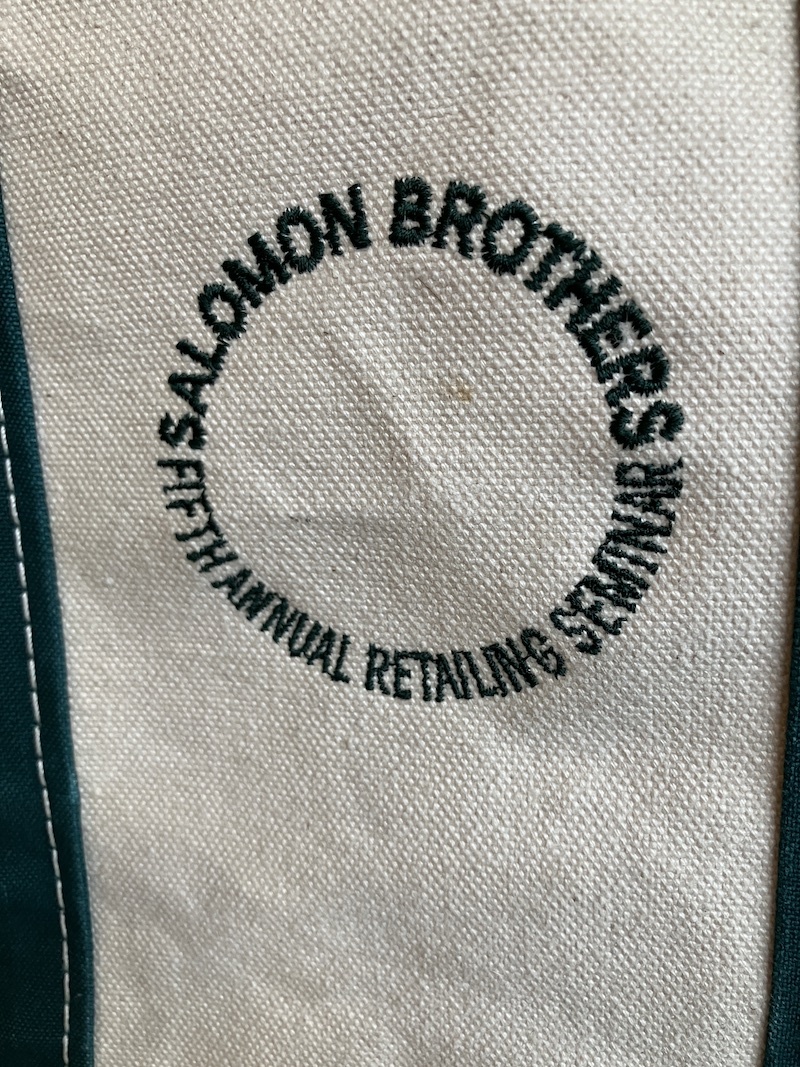 SALOMON BROTHERS
FIFTH ANNUAL RETAILING SEMINAR